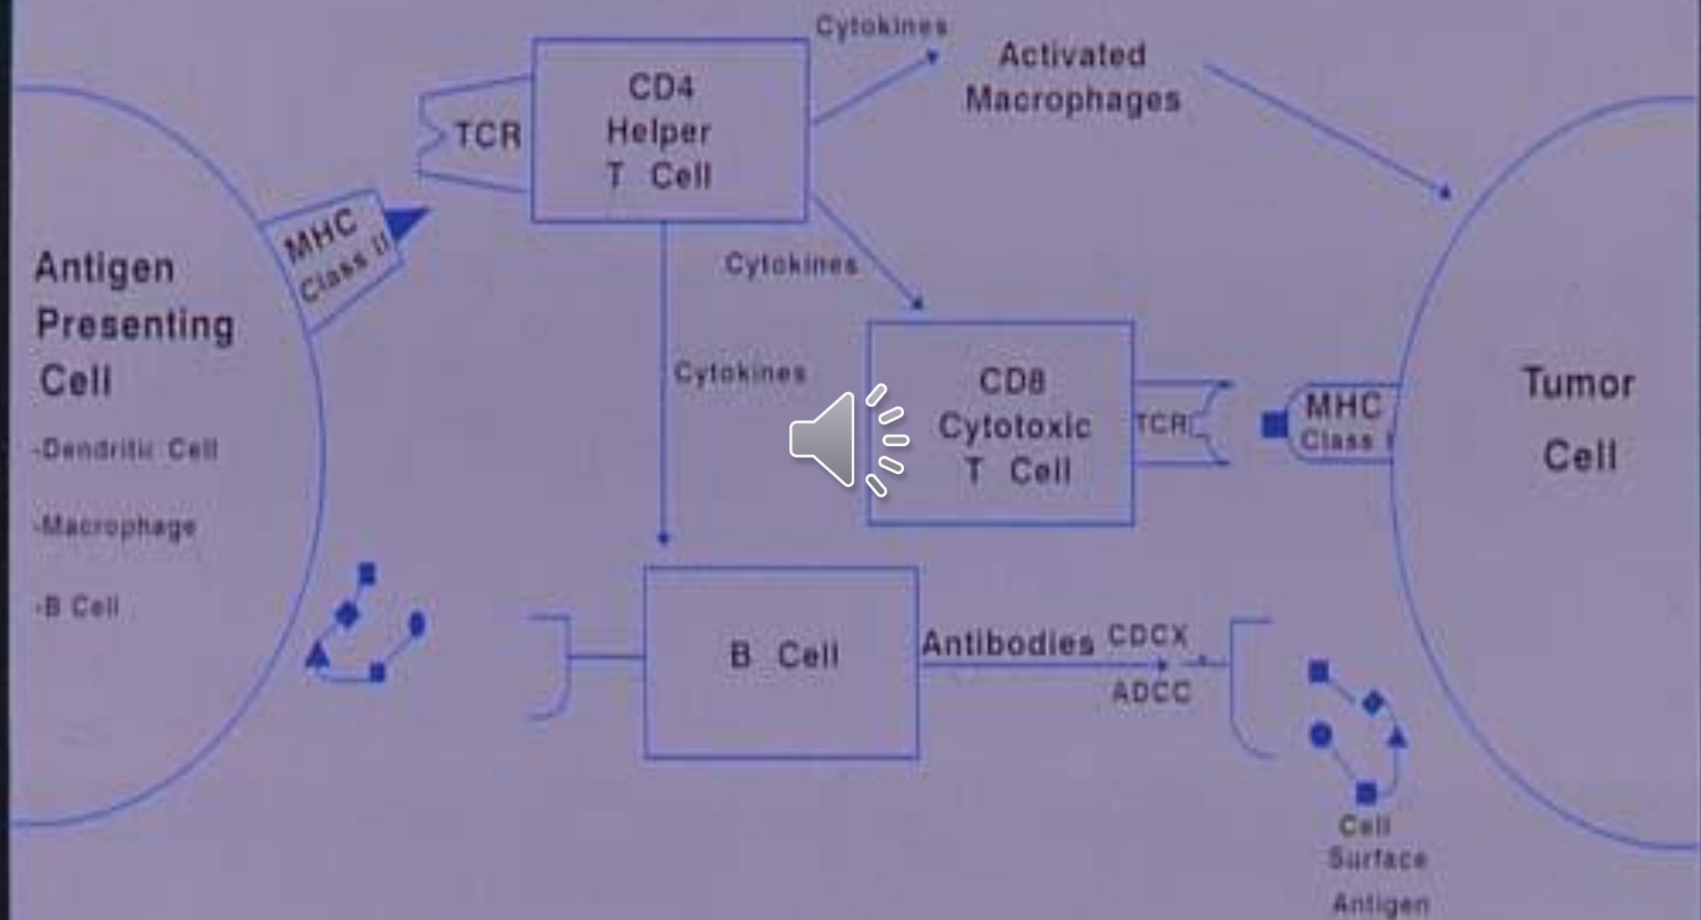 Cytokines
CD4
Helper
T Cell
TCR
Activated
Macrophages
MHC
Class II
Antigen
Presenting
Cell
-Dendritic Cell
-Macrophage
-B Cell
Cytokines
Cytokines
CD8
Cytotoxic
T Cell
TCR
MHC
Class I
Tumor
Cell
B Cell
Antibodies
CDCX
ADCC
Cell
Surface
Antigen